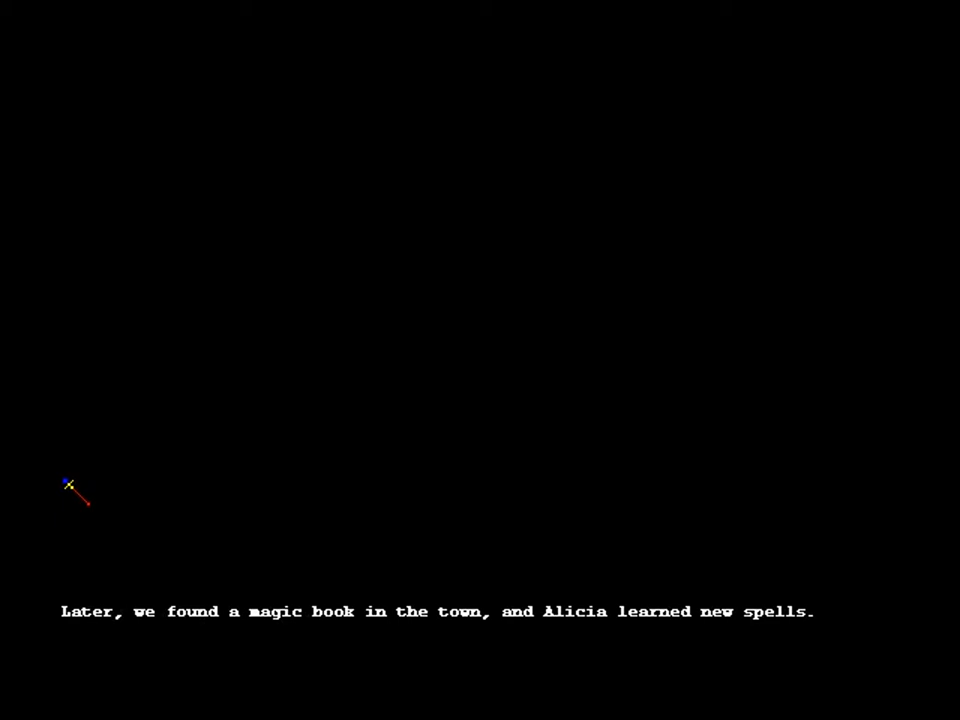 Later, we found a magic book in the town, and Alicia learned new spells.